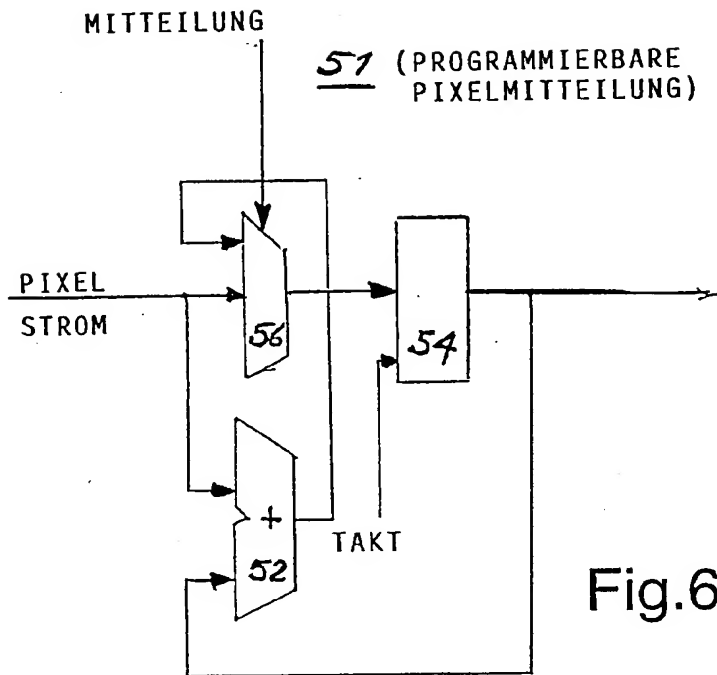 MITTEILUNG
51 (PROGRAMMIERBARE
PIXELMITTEILUNG)
PIXEL
STROM
56
54
+
52
TAKT
Fig.6